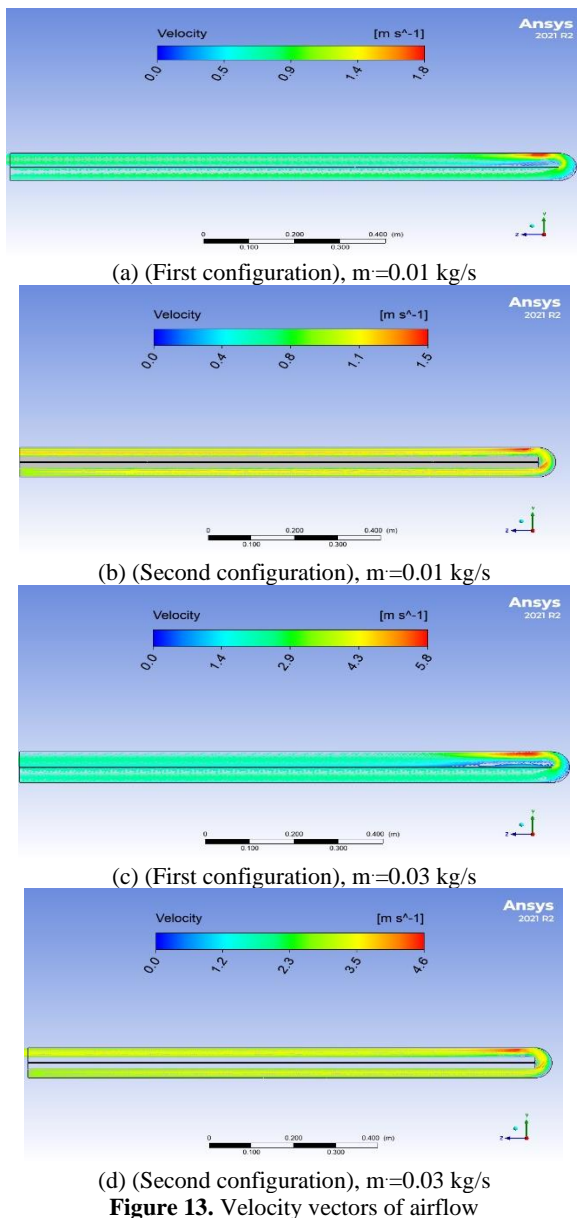 Ansys
2021 R2
Velocity [m s^-1]
0.0 0.5 0.9 1.4 1.8
0 0.200 0.400 (m)
0.100 0.300
Y
Z
(a) (First configuration), m·=0.01 kg/s
Ansys
2021 R2
Velocity [m s^-1]
0.0 0.4 0.8 1.1 1.5
0 0.200 0.400 (m)
0.100 0.300
Y
Z
(b) (Second configuration), m·=0.01 kg/s
Ansys
2021 R2
Velocity [m s^-1]
0.0 1.4 2.9 4.3 5.8
0 0.200 0.400 (m)
0.100 0.300
Y
Z
(c) (First configuration), m·=0.03 kg/s
Ansys
2021 R2
Velocity [m s^-1]
0.0 1.2 2.3 3.5 4.6
0 0.200 0.400 (m)
0.100 0.300
Y
Z
(d) (Second configuration), m·=0.03 kg/s
Figure 13. Velocity vectors of airflow